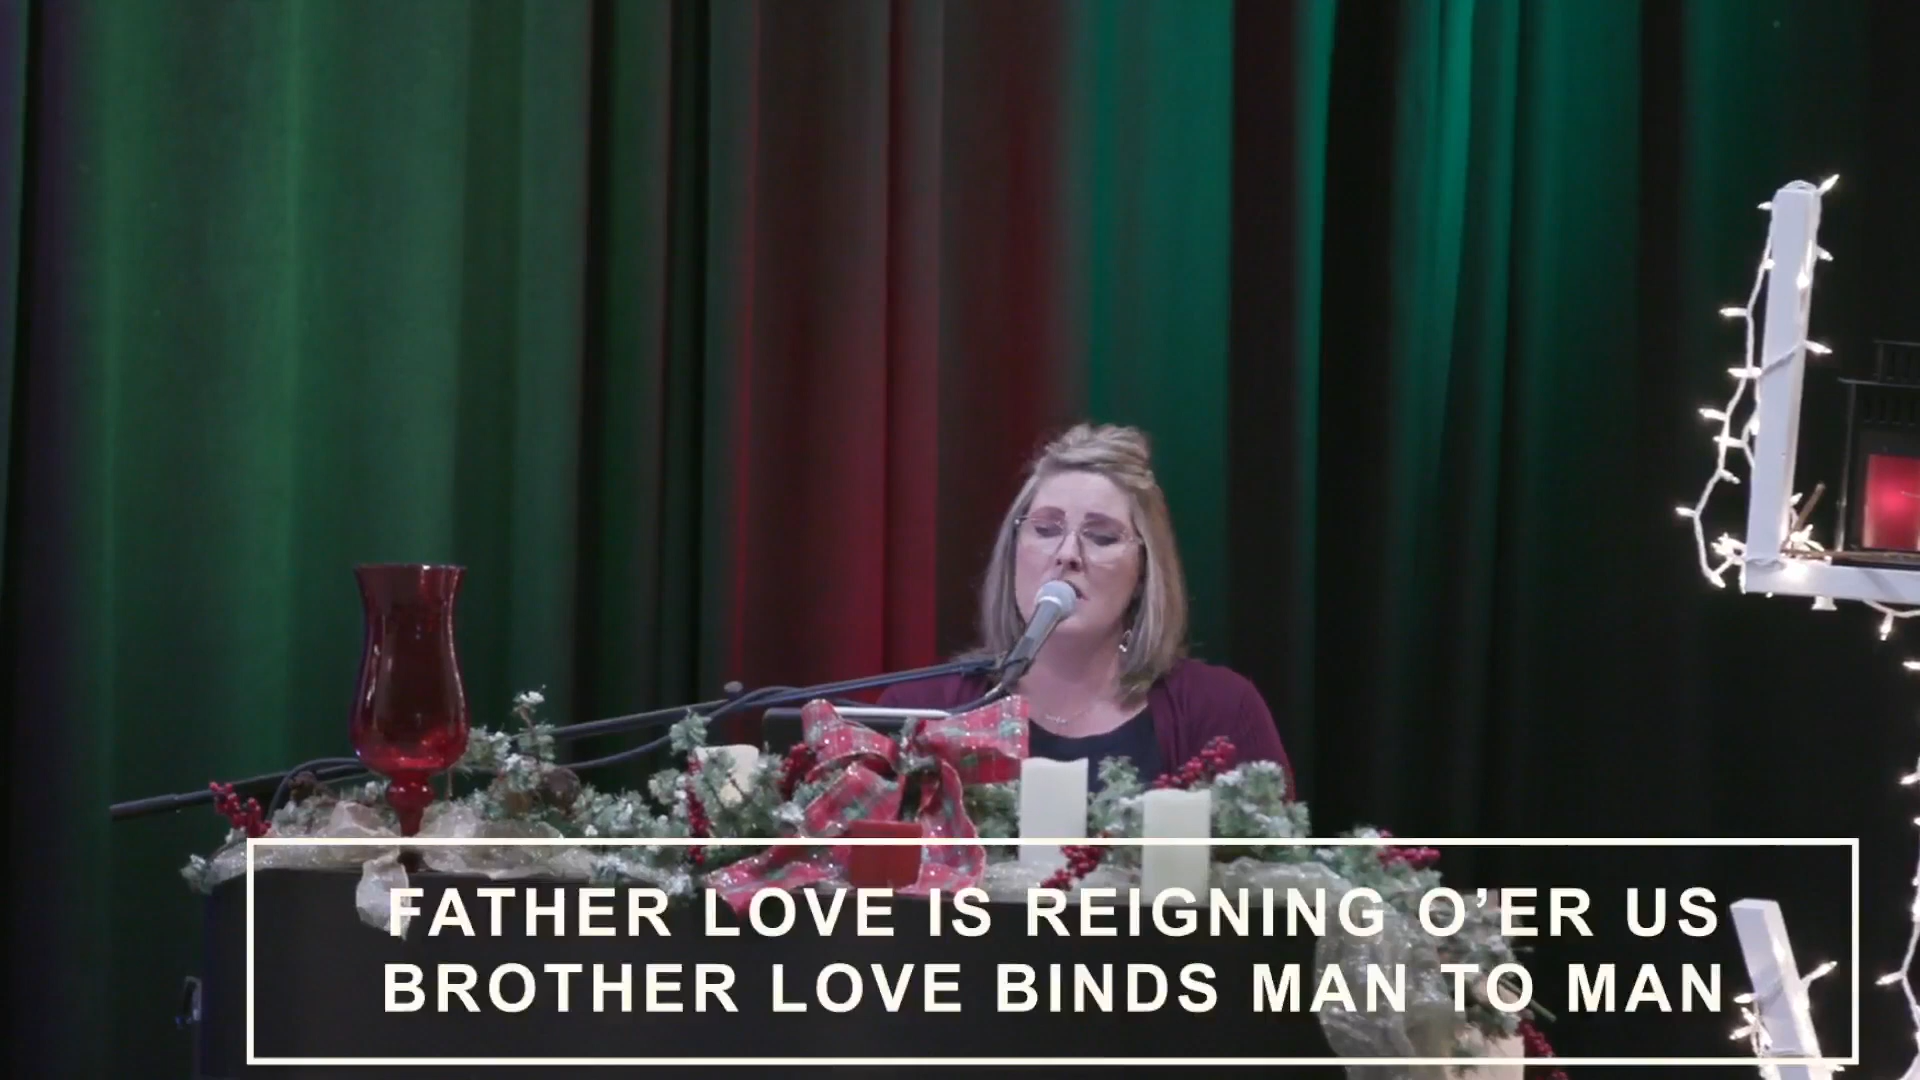 FATHER LOVE IS REIGNING O’ER US
BROTHER LOVE BINDS MAN TO MAN